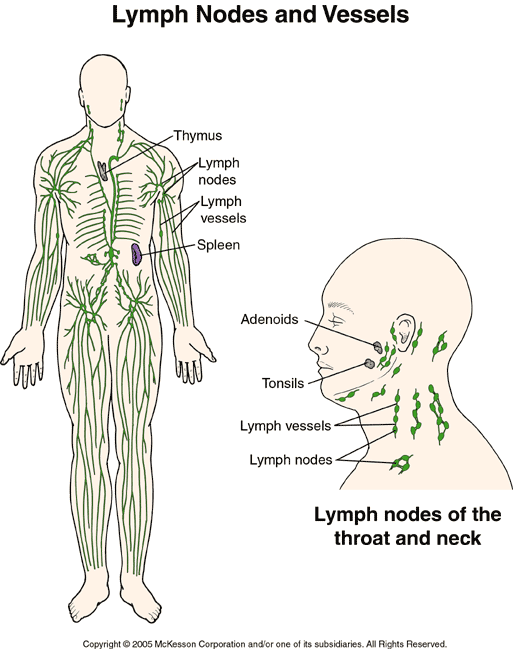 Lymph Nodes and Vessels
Thymus
Lymph
nodes
Lymph
vessels
Spleen
Adenoids
Tonsils
Lymph vessels
Lymph nodes
Lymph nodes of the
throat and neck
Copyright © 2005 McKesson Corporation and/or one of its subsidiaries. All Rights Reserved.